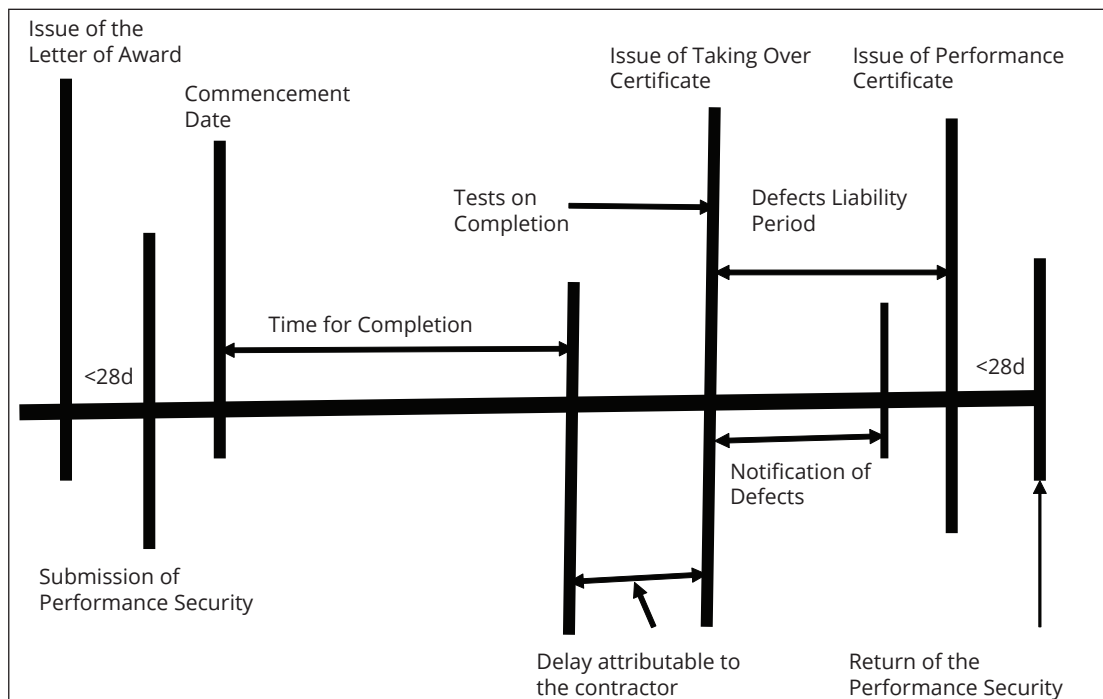 Issue of the
Letter of Award
Commencement
Date
Issue of Taking Over
Certificate
Issue of Performance
Certificate
Tests on
Completion
Defects Liability
Period
Time for Completion
<28d
<28d
Notification of
Defects
Submission of
Performance Security
Delay attributable to
the contractor
Return of the
Performance Security